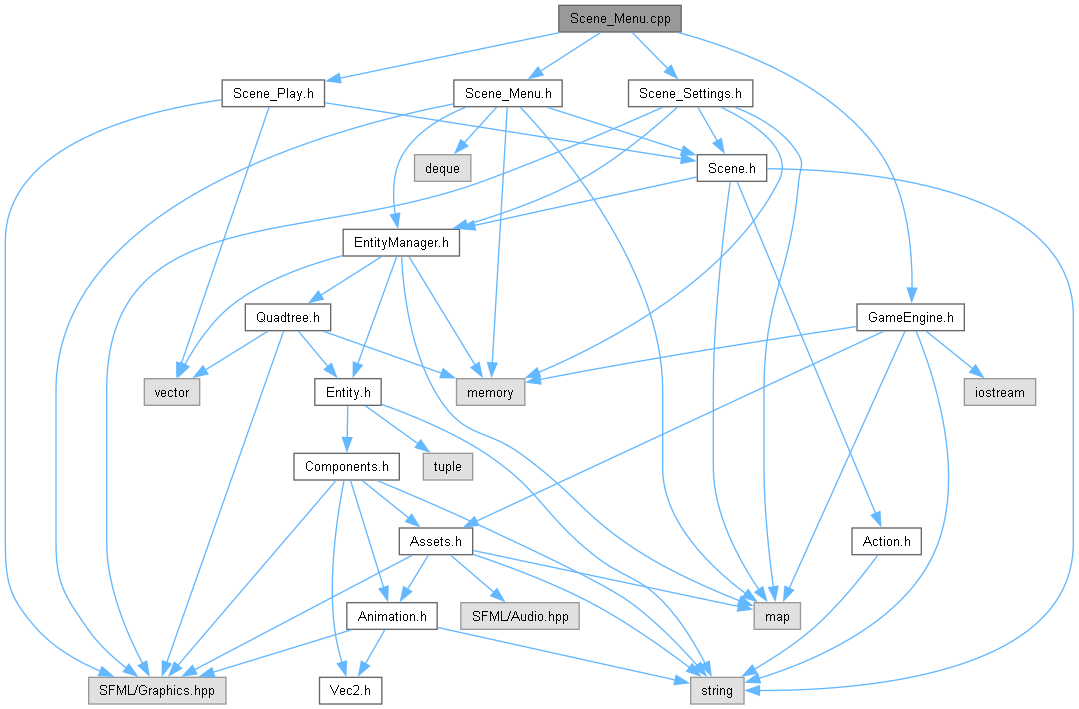 Scene_Menu.cpp
Scene_Play.h
Scene_Menu.h
Scene_Settings.h
deque
Scene.h
EntityManager.h
Quadtree.h
GameEngine.h
vector
Entity.h
memory
iostream
Components.h
tuple
Assets.h
Action.h
Animation.h
SFML/Audio.hpp
map
SFML/Graphics.hpp
Vec2.h
string